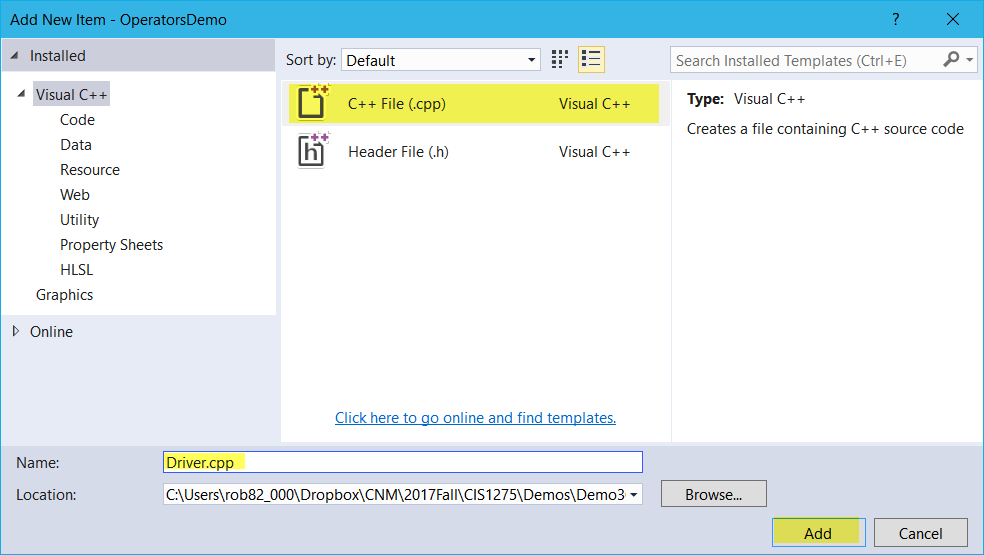 Add New Item - OperatorsDemo ?
Installed
Sort by: Default
Search Installed Templates (Ctrl+E)
Visual C++
Code
Data
Resource
Web
Utility
Property Sheets
HLSL
Graphics
Online
C++ File (.cpp) Visual C++
Header File (.h) Visual C++
Click here to go online and find templates.
Type: Visual C++
Creates a file containing C++ source code
Name: Driver.cpp
Location: C:\Users\rob82_000\Dropbox\CNM\2017Fall\CIS1275\Demos\Demo3
Browse...
Add Cancel